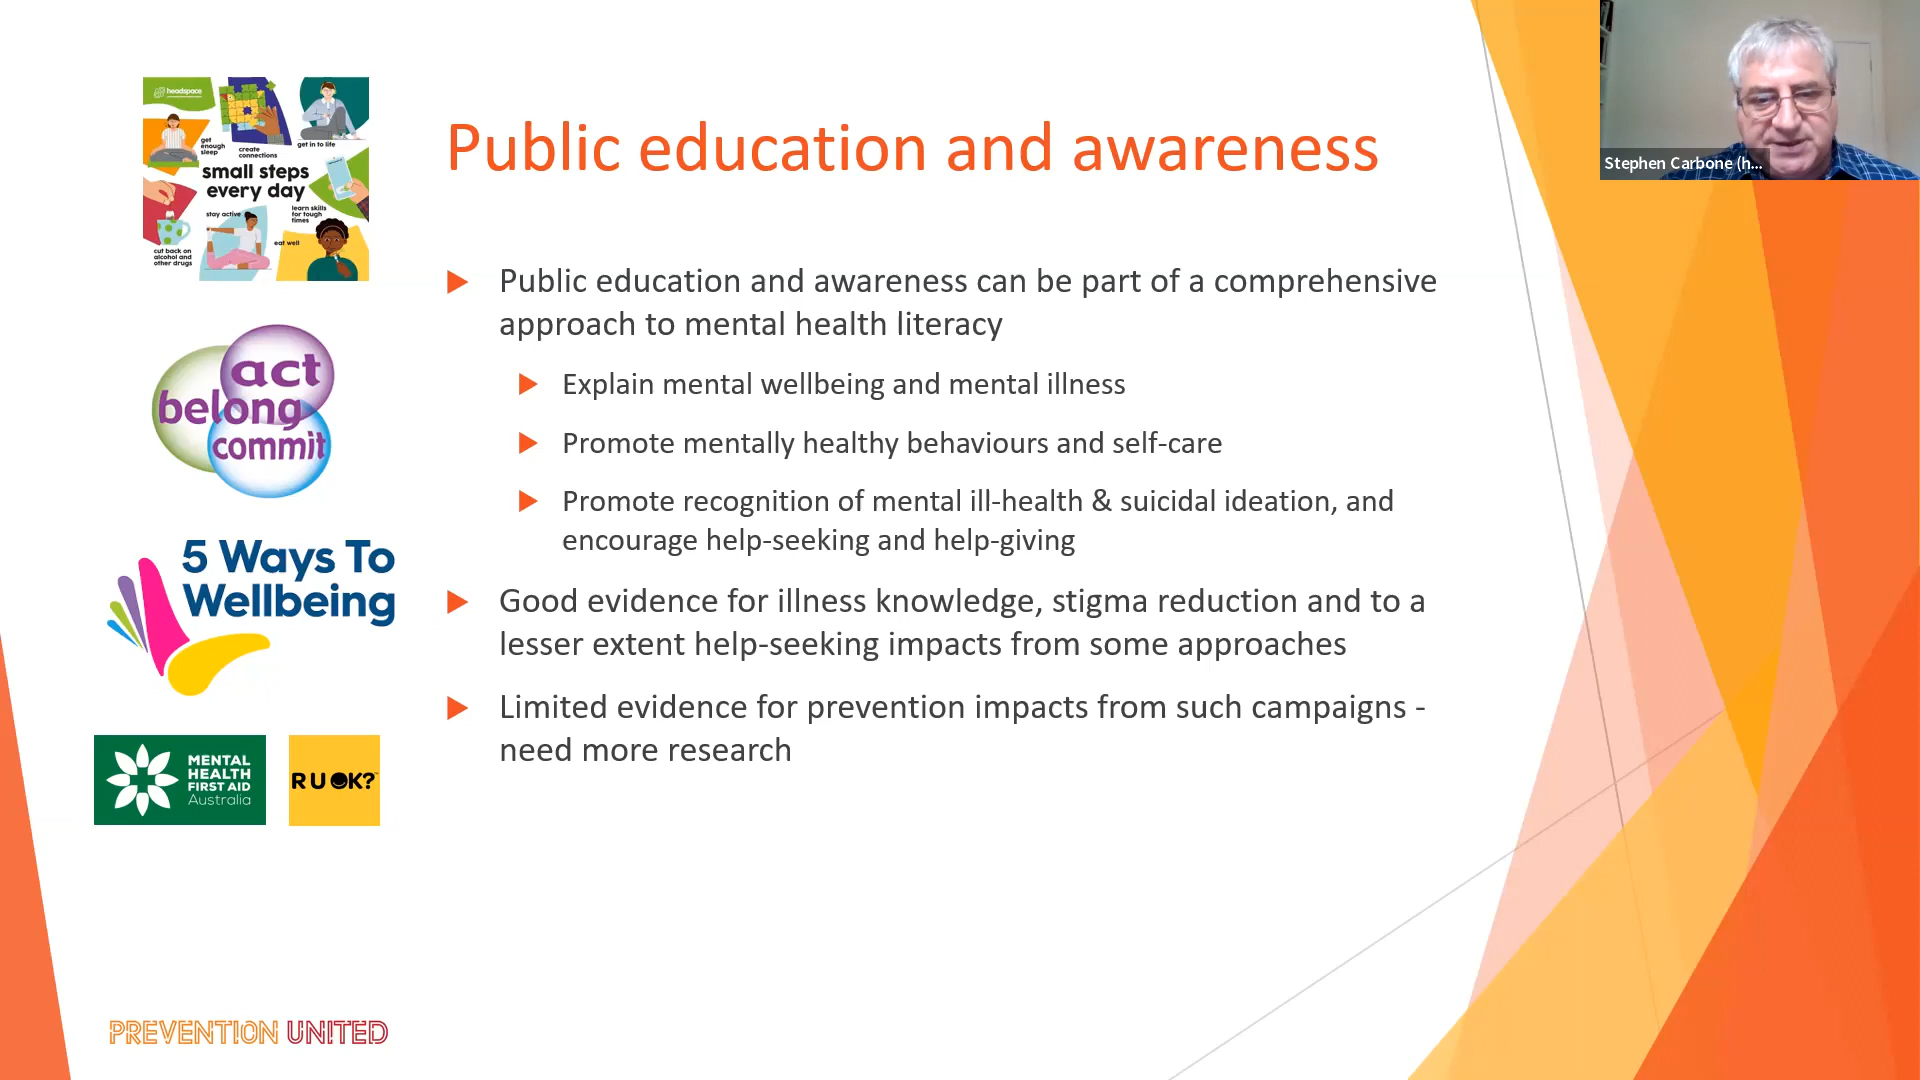 headspace
get
enough
sleep
create
connections
get in to life
small steps
every day
stay active
learn skills
for tough
times
eat well
cut back on
alcohol and
other drugs
act
belong
commit
5 Ways To
Wellbeing
MENTAL
HEALTH
FIRST AID
Australia
R U OK?
PREVENTION UNITED
Public education and awareness
Public education and awareness can be part of a comprehensive
approach to mental health literacy
Explain mental wellbeing and mental illness
Promote mentally healthy behaviours and self-care
Promote recognition of mental ill-health & suicidal ideation, and
encourage help-seeking and help-giving
Good evidence for illness knowledge, stigma reduction and to a
lesser extent help-seeking impacts from some approaches
Limited evidence for prevention impacts from such campaigns -
need more research
Stephen Carbone (h...